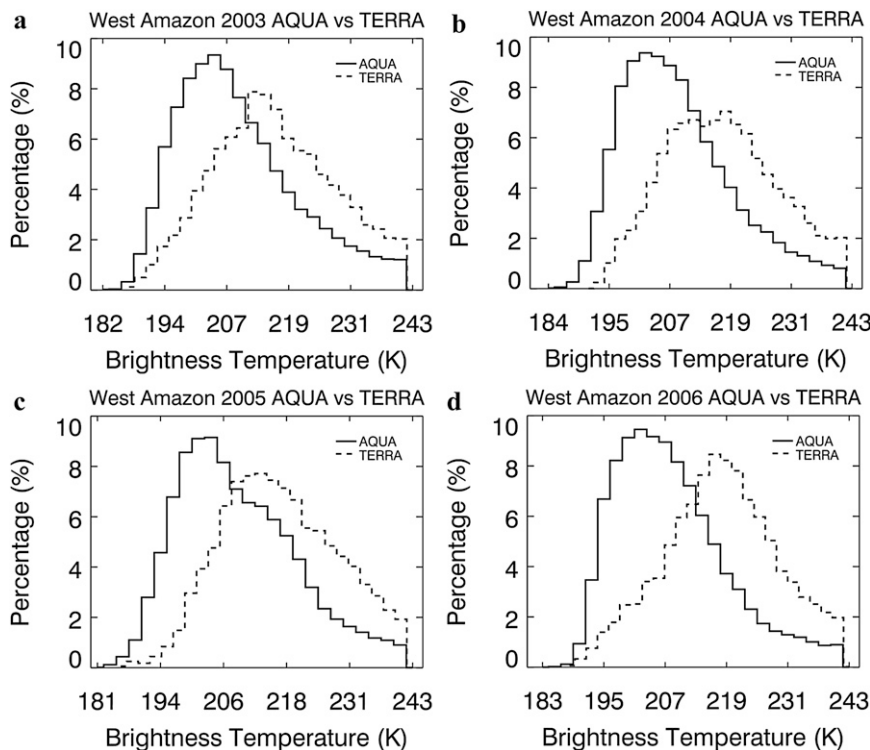 a
West Amazon 2003 AQUA vs TERRA
10
8
6
4
2
0
Percentage (%)
AQUA
TERRA
182 194 207 219 231 243
Brightness Temperature (K)
b
West Amazon 2004 AQUA vs TERRA
10
8
6
4
2
0
Percentage (%)
AQUA
TERRA
184 195 207 219 231 243
Brightness Temperature (K)
c
West Amazon 2005 AQUA vs TERRA
10
8
6
4
2
0
Percentage (%)
AQUA
TERRA
181 194 206 218 231 243
Brightness Temperature (K)
d
West Amazon 2006 AQUA vs TERRA
10
8
6
4
2
0
Percentage (%)
AQUA
TERRA
183 195 207 219 231 243
Brightness Temperature (K)